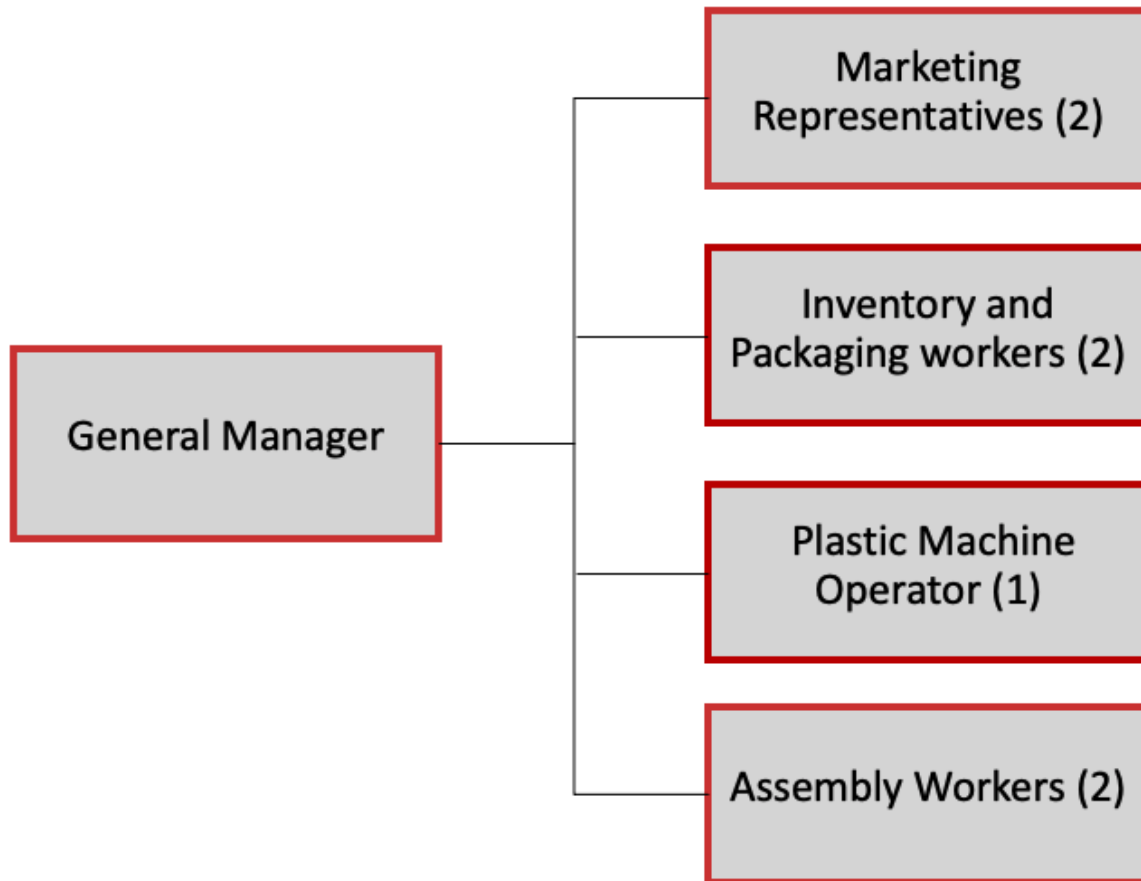 Marketing
Representatives (2)
Inventory and
Packaging workers (2)
General Manager
Plastic Machine
Operator (1)
Assembly Workers (2)